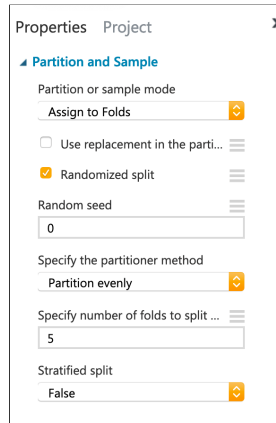 Properties Project
Partition and Sample
Partition or sample mode
Assign to Folds
Use replacement in the parti...
Randomized split
Random seed
0
Specify the partitioner method
Partition evenly
Specify number of folds to split ...
5
Stratified split
False